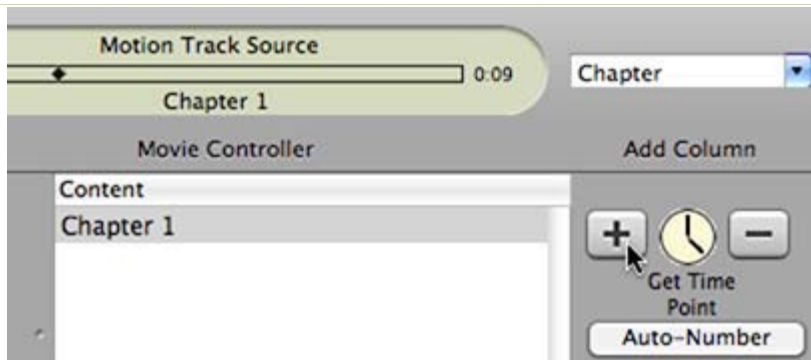 Motion Track Source
0:09
Chapter 1
Chapter
Movie Controller
Add Column
Content
Chapter 1
Get Time
Point
Auto-Number